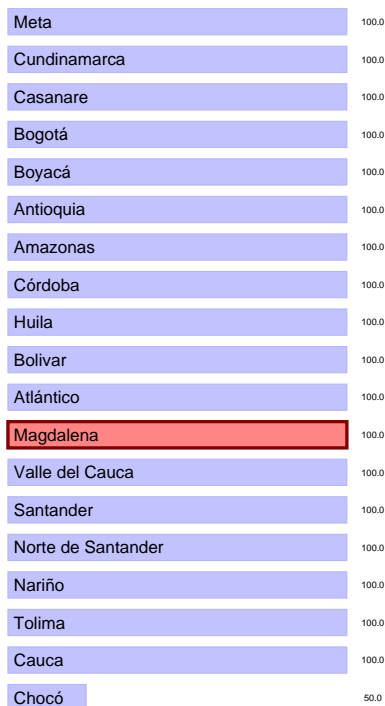 Meta 100.0
Cundinamarca 100.0
Casanare 100.0
Bogotá 100.0
Boyacá 100.0
Antioquia 100.0
Amazonas 100.0
Córdoba 100.0
Huila 100.0
Bolivar 100.0
Atlántico 100.0
Magdalena 100.0
Valle del Cauca 100.0
Santander 100.0
Norte de Santander 100.0
Nariño 100.0
Tolima 100.0
Cauca 100.0
Chocó 50.0